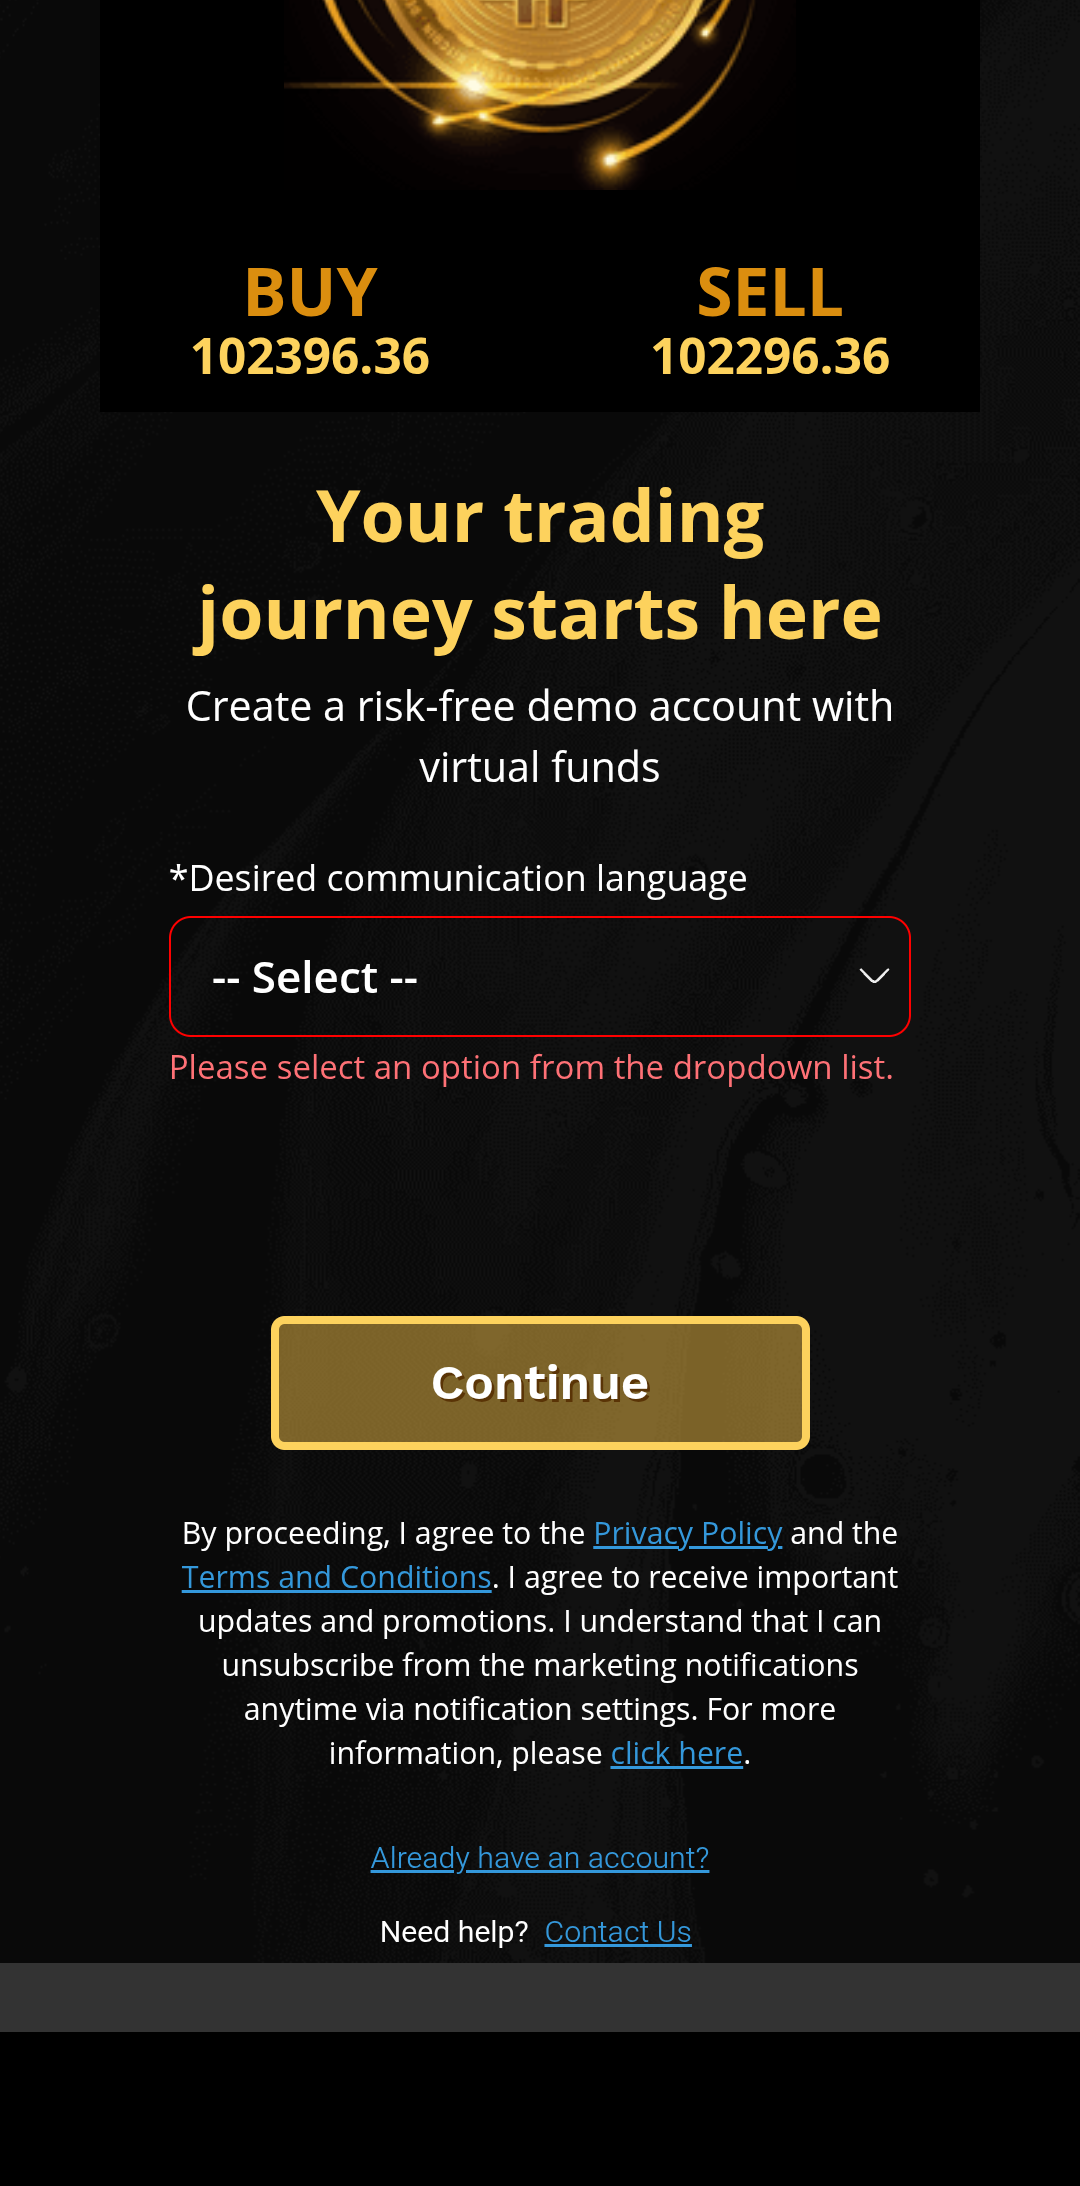 BUY
102396.36
SELL
102296.36
Your trading
journey starts here
Create a risk-free demo account with
virtual funds
*Desired communication language
-- Select --
Please select an option from the dropdown list.
Continue
By proceeding, I agree to the Privacy Policy and the
Terms and Conditions. I agree to receive important
updates and promotions. I understand that I can
unsubscribe from the marketing notifications
anytime via notification settings. For more
information, please click here.
Already have an account?
Need help? Contact Us